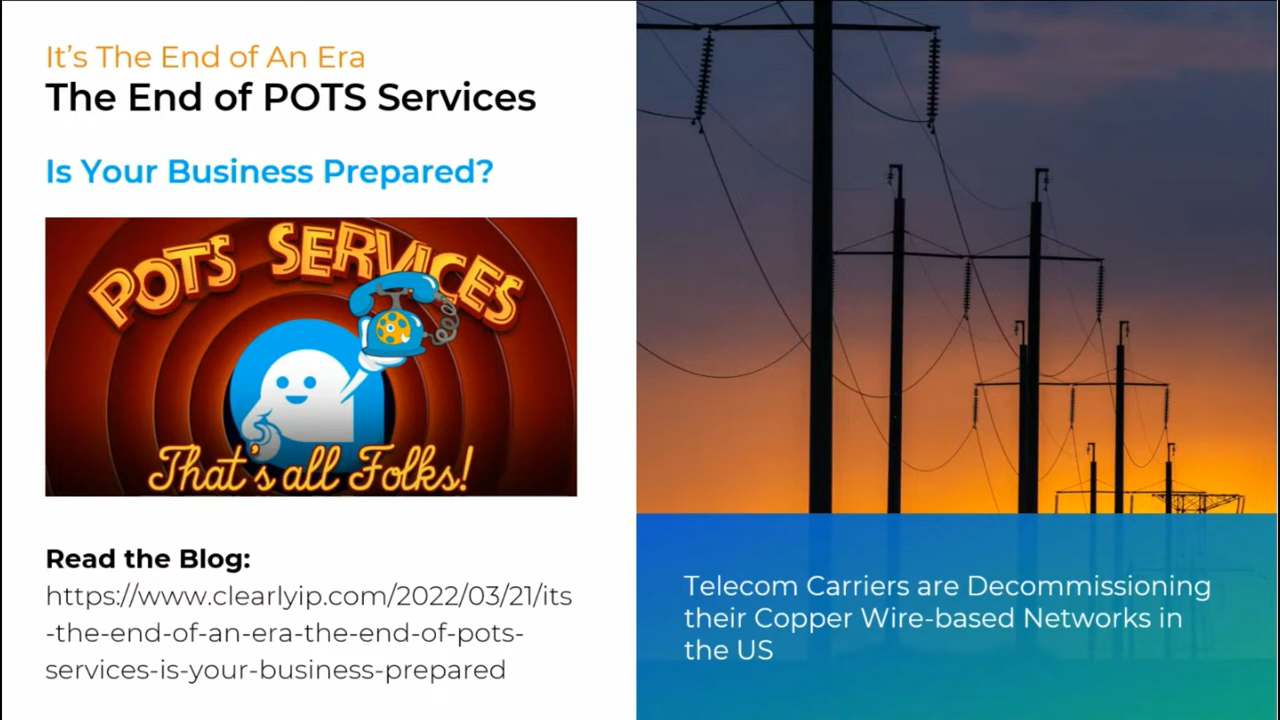 It's The End of An Era
The End of POTS Services
Is Your Business Prepared?
POTS SERVICES
That's all Folks!
Read the Blog:
https://www.clearlyip.com/2022/03/21/its
-the-end-of-an-era-the-end-of-pots-
services-is-your-business-prepared
Telecom Carriers are Decommissioning
their Copper Wire-based Networks in
the US